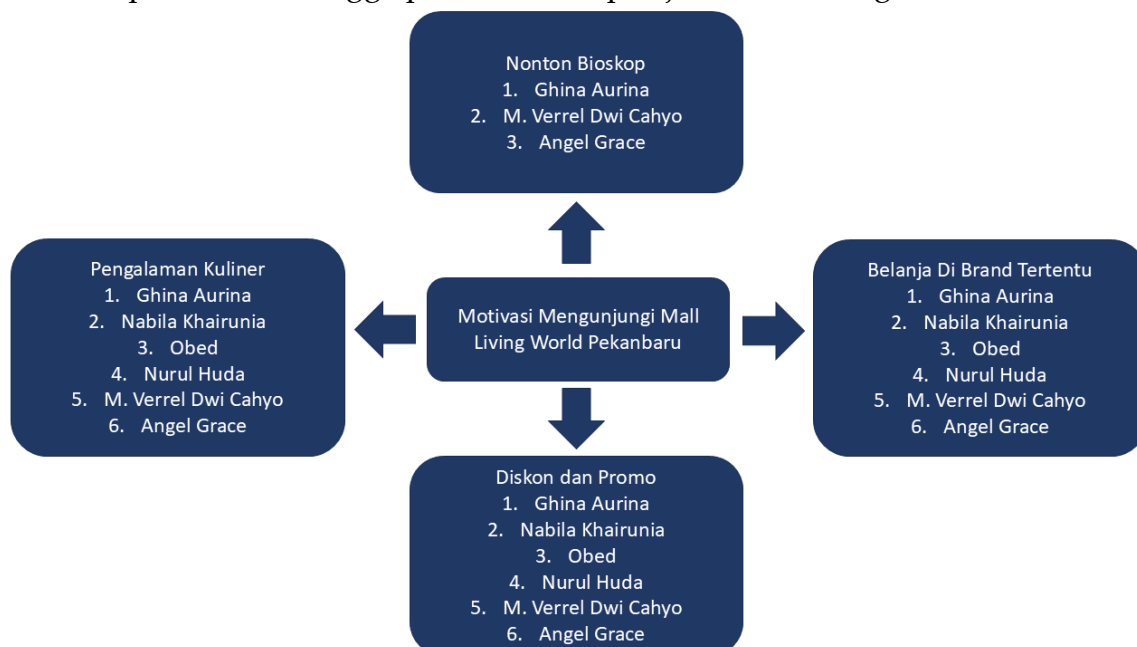 Nonton Bioskop
1. Ghina Aurina
2. M. Verrel Dwi Cahyo
3. Angel Grace
Pengalaman Kuliner
1. Ghina Aurina
2. Nabila Khairunia
3. Obed
4. Nurul Huda
5. M. Verrel Dwi Cahyo
6. Angel Grace
Motivasi Mengunjungi Mall
Living World Pekanbaru
Belanja Di Brand Tertentu
1. Ghina Aurina
2. Nabila Khairunia
3. Obed
4. Nurul Huda
5. M. Verrel Dwi Cahyo
6. Angel Grace
Diskon dan Promo
1. Ghina Aurina
2. Nabila Khairunia
3. Obed
4. Nurul Huda
5. M. Verrel Dwi Cahyo
6. Angel Grace